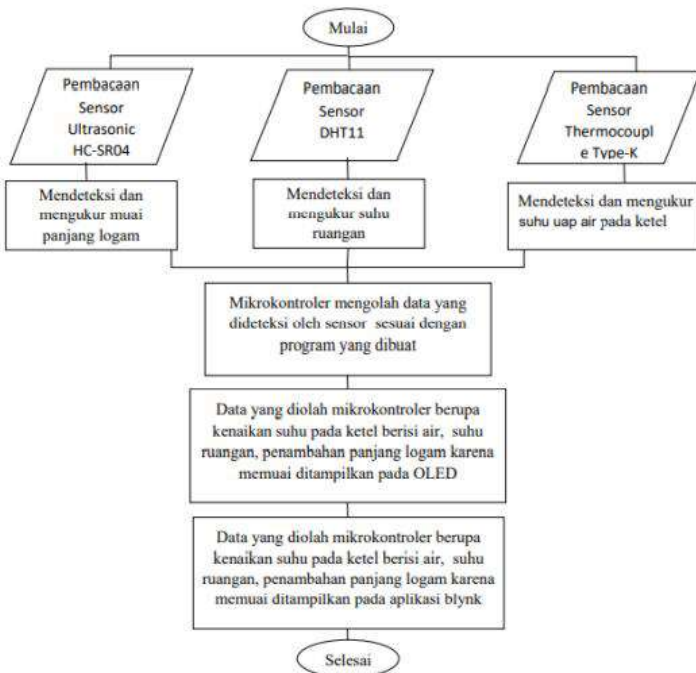 Mulai
Pembacaan
Sensor
Ultrasonic
HC-SR04
Pembacaan
Sensor
DHT11
Pembacaan
Sensor
Thermocoupl
e Type-K
Mendeteksi dan
mengukur muai
panjang logam
Mendeteksi dan
mengukur suhu
ruangan
Mendeteksi dan mengukur
suhu uap air pada ketel
Mikrokontroler mengolah data yang
dideteksi oleh sensor sesuai dengan
program yang dibuat
Data yang diolah mikrokontroler berupa
kenaikan suhu pada ketel berisi air, suhu
ruangan, penambahan panjang logam karena
memuai ditampilkan pada OLED
Data yang diolah mikrokontroler berupa
kenaikan suhu pada ketel berisi air, suhu
ruangan, penambahan panjang logam karena
memuai ditampilkan pada aplikasi blynk
Selesai